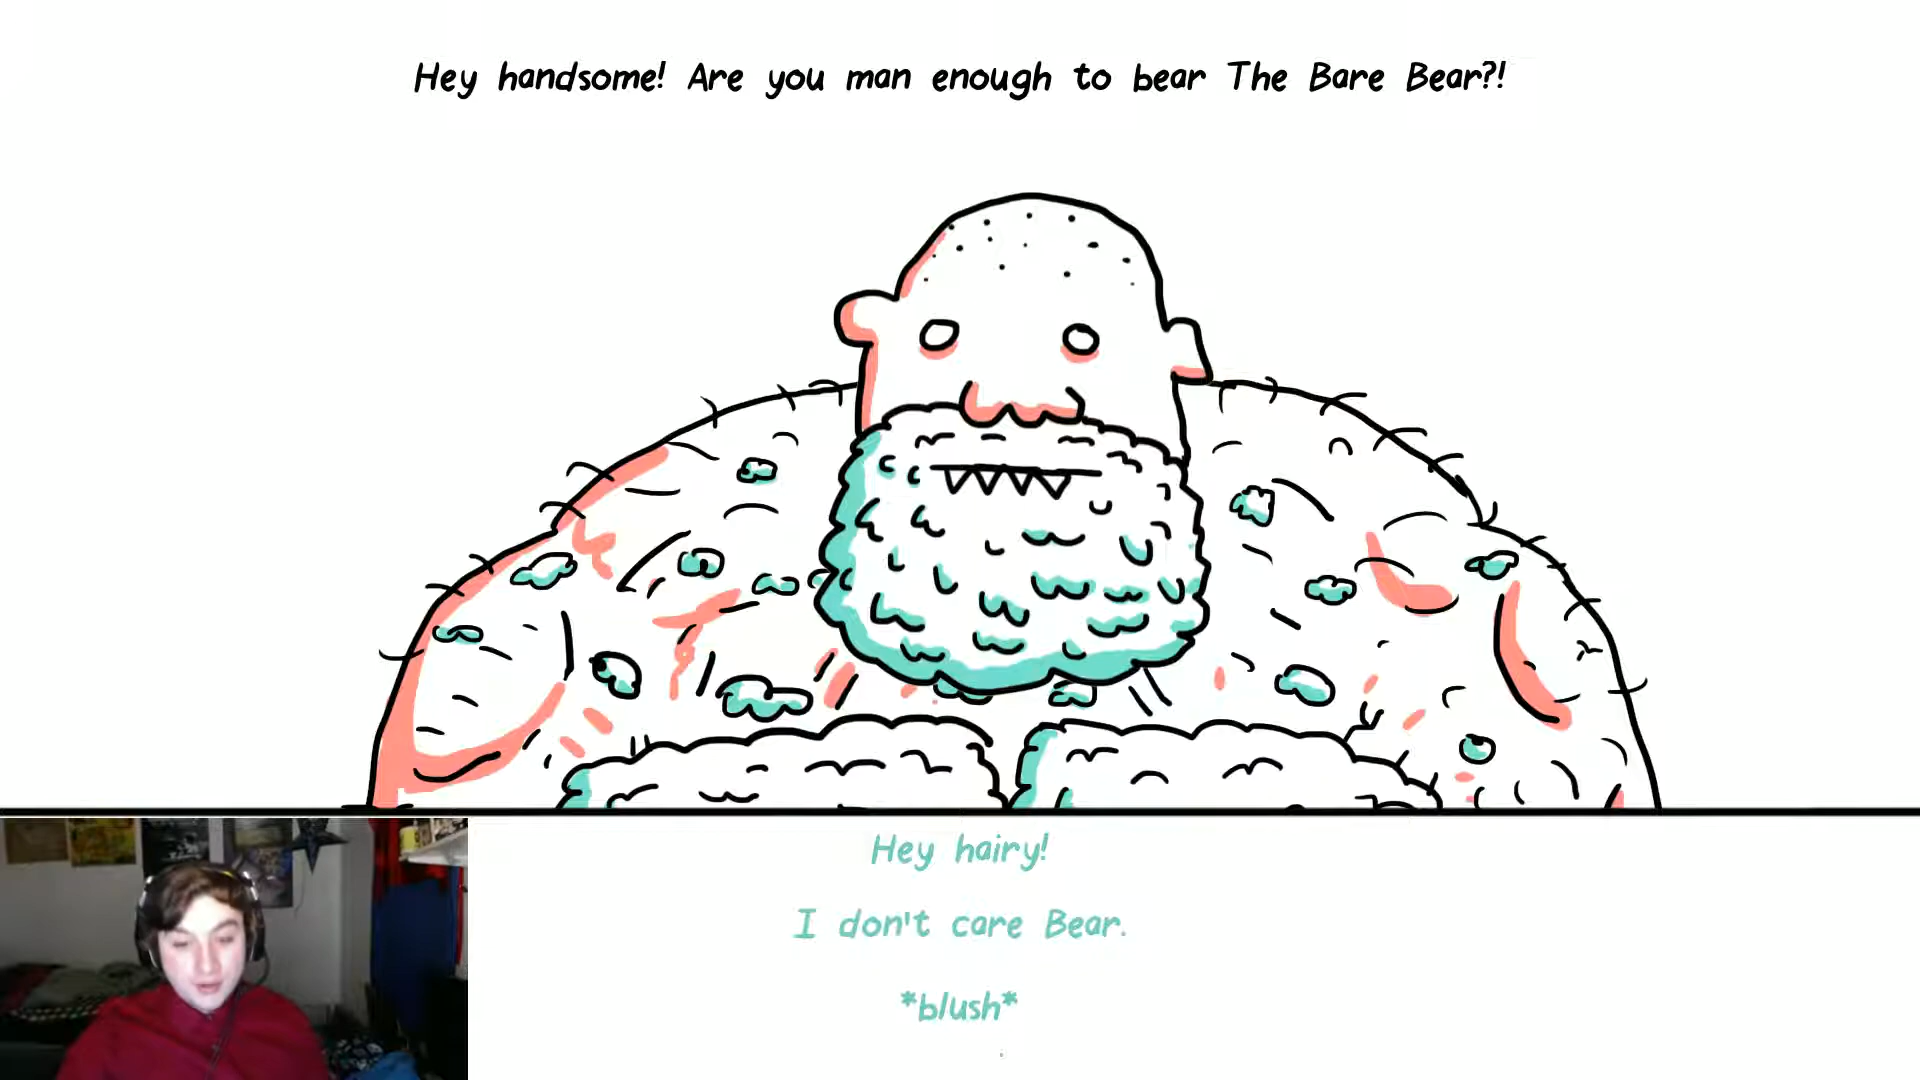 Hey handsome! Are you man enough to bear The Bare Bear?!
Hey hairy!
I don't care Bear.
*blush*